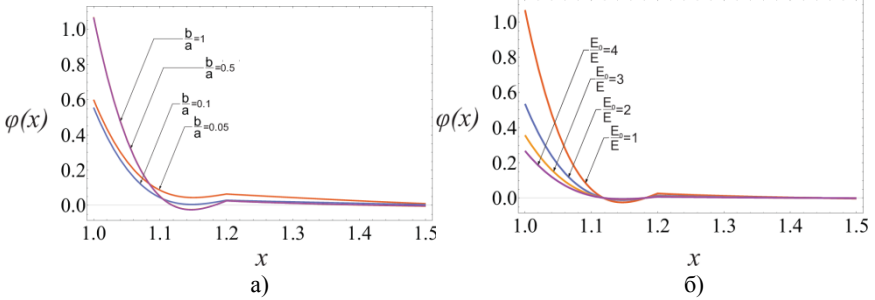 1.0
0.8
0.6
0.4
0.2
0.0
φ(x)
b/a=1
b/a=0.5
b/a=0.1
b/a=0.05
1.0 1.1 1.2 1.3 1.4 1.5
x
а)
1.0
0.8
0.6
0.4
0.2
0.0
φ(x)
E₀/E=4
E₀/E=3
E₀/E=2
E₀/E=1
1.0 1.1 1.2 1.3 1.4 1.5
x
б)